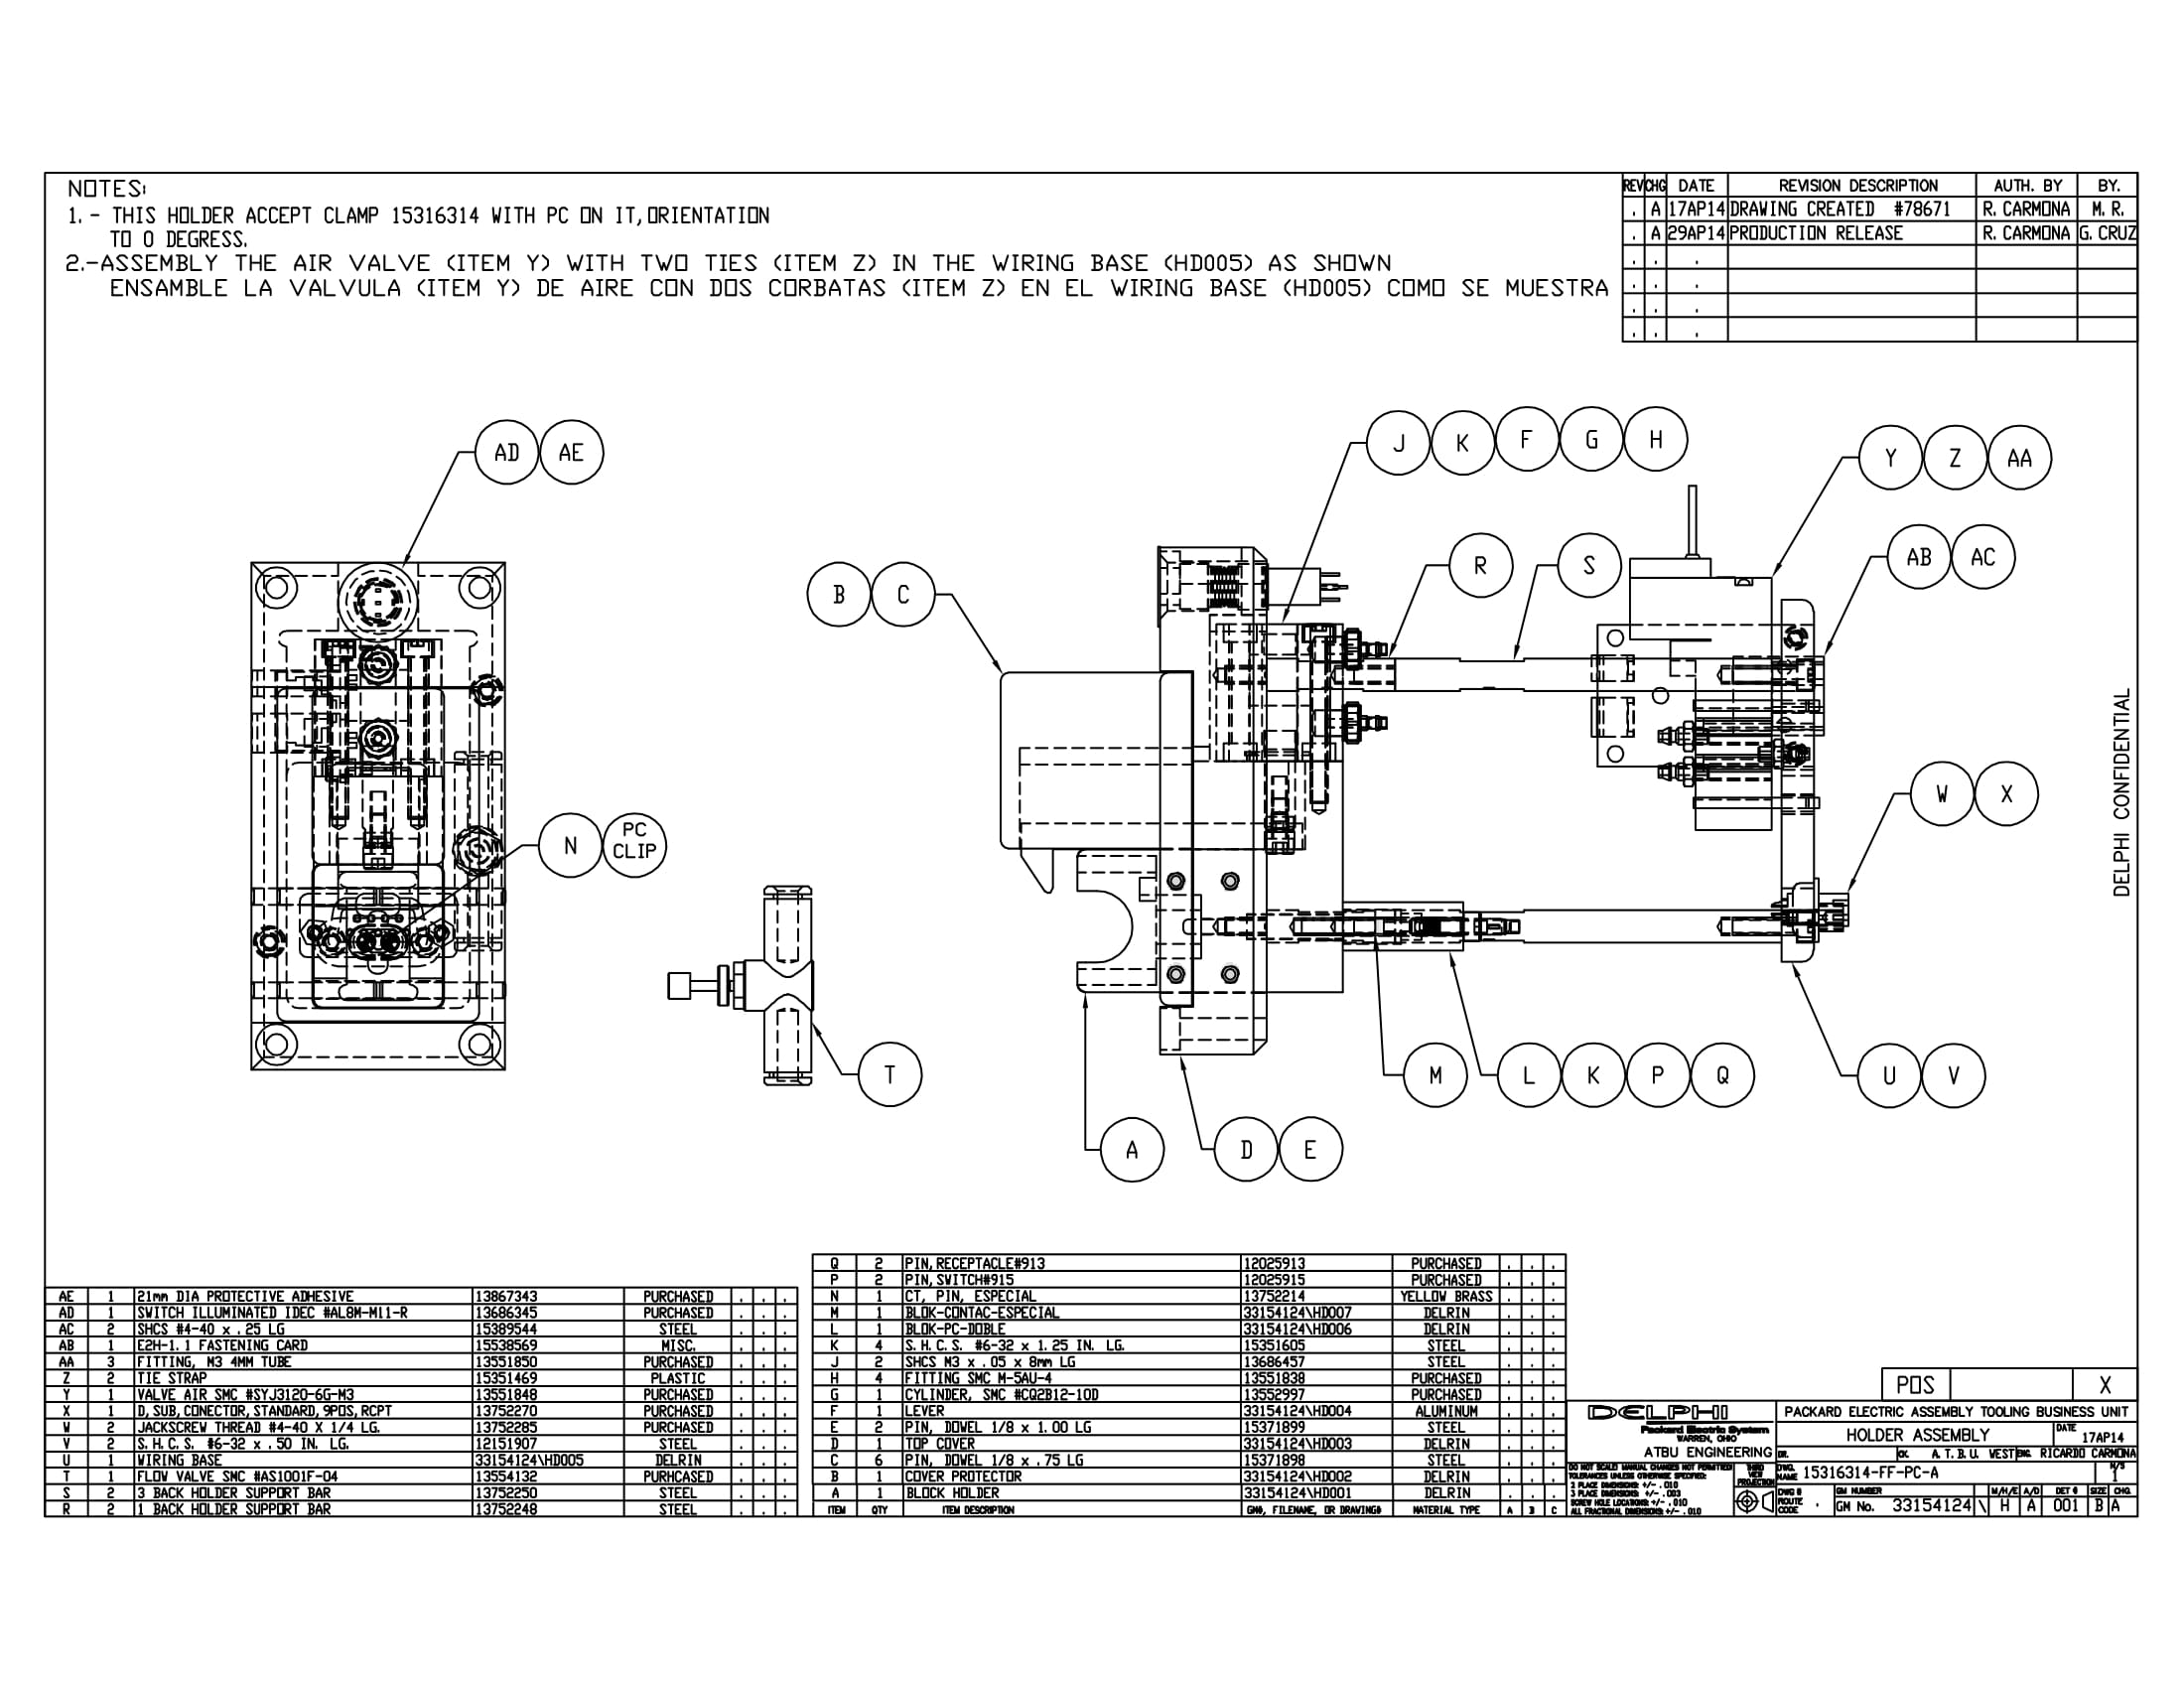 NOTES:
1.- THIS HOLDER ACCEPT CLAMP 15316314 WITH PC ON IT, ORIENTATION
TO 0 DEGRESS.
2.-ASSEMBLY THE AIR VALVE (ITEM Y) WITH TWO TIES (ITEM Z) IN THE WIRING BASE (HD005) AS SHOWN
ENSAMBLE LA VALVULA (ITEM Y) DE AIRE CON DOS CORBATAS (ITEM Z) EN EL WIRING BASE (HD005) COMO SE MUESTRA
REV CHG DATE REVISION DESCRIPTION AUTH. BY BY.
. A 17AP14 DRAWING CREATED #78671 R. CARMONA M. R.
. A 29AP14 PRODUCTION RELEASE R. CARMONA G. CRUZ
. . .
. . .
. . .
. . .
AD AE
J K F G H
Y Z AA
R S
AB AC
B C
N PC CLIP
W X
T
M
L K P Q
U V
A
D E
DELPHI CONFIDENTIAL
AE 1 21mm DIA PROTECTIVE ADHESIVE 13867343 PURCHASED . . .
AD 1 SWITCH ILLUMINATED IDEC #AL8M-M11-R 13686345 PURCHASED . . .
AC 2 SHCS #4-40 x .25 LG 15389544 STEEL . . .
AB 1 E2H-1.1 FASTENING CARD 15538569 MISC. . . .
AA 3 FITTING, M3 4MM TUBE 13551850 PURCHASED . . .
Z 2 TIE STRAP 15351469 PLASTIC . . .
Y 1 VALVE AIR SMC #SYJ3120-6G-M3 13551848 PURCHASED . . .
X 1 D, SUB, CONECTOR, STANDARD, 9POS, RCPT 13752270 PURCHASED . . .
W 2 JACKSCREW THREAD #4-40 X 1/4 LG. 13752285 PURCHASED . . .
V 2 S.H.C.S. #6-32 x .50 IN. LG. 12151907 STEEL . . .
U 1 WIRING BASE 33154124\HD005 DELRIN . . .
T 1 FLOW VALVE SMC #AS1001F-04 13554132 PURHCASED . . .
S 2 3 BACK HOLDER SUPPORT BAR 13752250 STEEL . . .
R 2 1 BACK HOLDER SUPPORT BAR 13752248 STEEL . . .
Q 2 PIN, RECEPTACLE#913 12025913 PURCHASED . . .
P 2 PIN, SWITCH#915 12025915 PURCHASED . . .
N 1 CT, PIN, ESPECIAL 13752214 YELLOW BRASS . . .
M 1 BLOK-CONTAC-ESPECIAL 33154124\HD007 DELRIN . . .
L 1 BLOK-PC-DOBLE 33154124\HD006 DELRIN . . .
K 4 S.H.C.S. #6-32 x 1.25 IN. LG. 15351605 STEEL . . .
J 2 SHCS M3 x .05 x 8mm LG 13686457 STEEL . . .
H 4 FITTING SMC M-5AU-4 13551838 PURCHASED . . .
G 1 CYLINDER, SMC #CQ2B12-10D 13552997 PURCHASED . . .
F 1 LEVER 33154124\HD004 ALUMINUM . . .
E 2 PIN, DOWEL 1/8 x 1.00 LG 15371899 STEEL . . .
D 1 TOP COVER 33154124\HD003 DELRIN . . .
C 6 PIN, DOWEL 1/8 x .75 LG 15371898 STEEL . . .
B 1 COVER PROTECTOR 33154124\HD002 DELRIN . . .
A 1 BLOCK HOLDER 33154124\HD001 DELRIN . . .
ITEM QTY ITEM DESCRIPTION GM#, FILENAME, OR DRAWING# MATERIAL TYPE A B C
POS X
DELPHI
Packard Electric System
WARREN, OHIO
ATBU ENGINEERING
PACKARD ELECTRIC ASSEMBLY TOOLING BUSINESS UNIT
HOLDER ASSEMBLY DATE 17AP14
DR. CK. A.T.B.U. WEST ENG. RICARDO CARMONA
DO NOT SCALE! MANUAL CHANGES NOT PERMITTED!
TOLERANCES UNLESS OTHERWISE SPECIFIED:
2 PLACE DIMENSIONS: +/- .010
3 PLACE DIMENSIONS: +/- .003
SCREW HOLE LOCATIONS: +/- .010
ALL FRACTIONAL DIMENSIONS: +/- .010
THIRD VIEW PROJECTION
DWG. NAME 15316314-FF-PC-A
1
DWG @ ROUTE CODE .
GM NUMBER M/H/E A/D DET # SIZE CHG.
GM No. 33154124 \ H A 001 B A